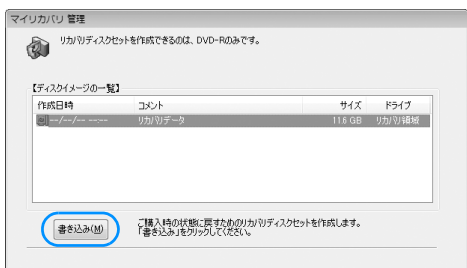 マイリカバリ 管理
リカバリディスクセットを作成できるのは、DVD-Rのみです。
【ディスクイメージの一覧】
作成日時 コメント サイズ ドライブ
--/--/-- --:-- リカバリデータ 11.6 GB リカバリ領域
書き込み(M)
ご購入時の状態に戻すためのリカバリディスクセットを作成します。
「書き込み」をクリックしてください。